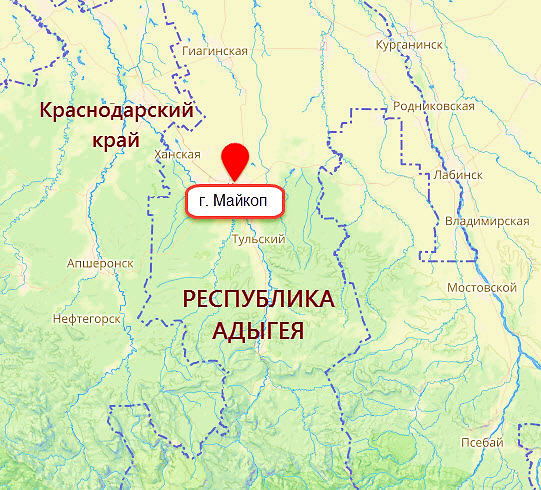 Гиагинская
Курганинск
Краснодарский
край
Родниковская
Ханская
Лабинск
г. Майкоп
Владимирская
Тульский
Апшеронск
Мостовской
РЕСПУБЛИКА
АДЫГЕЯ
Нефтегорск
Псебай